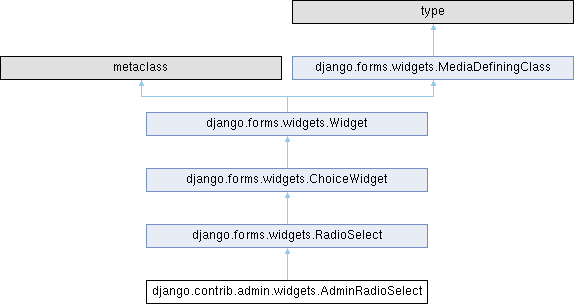 type
metaclass
django.forms.widgets.MediaDefiningClass
django.forms.widgets.Widget
django.forms.widgets.ChoiceWidget
django.forms.widgets.RadioSelect
django.contrib.admin.widgets.AdminRadioSelect